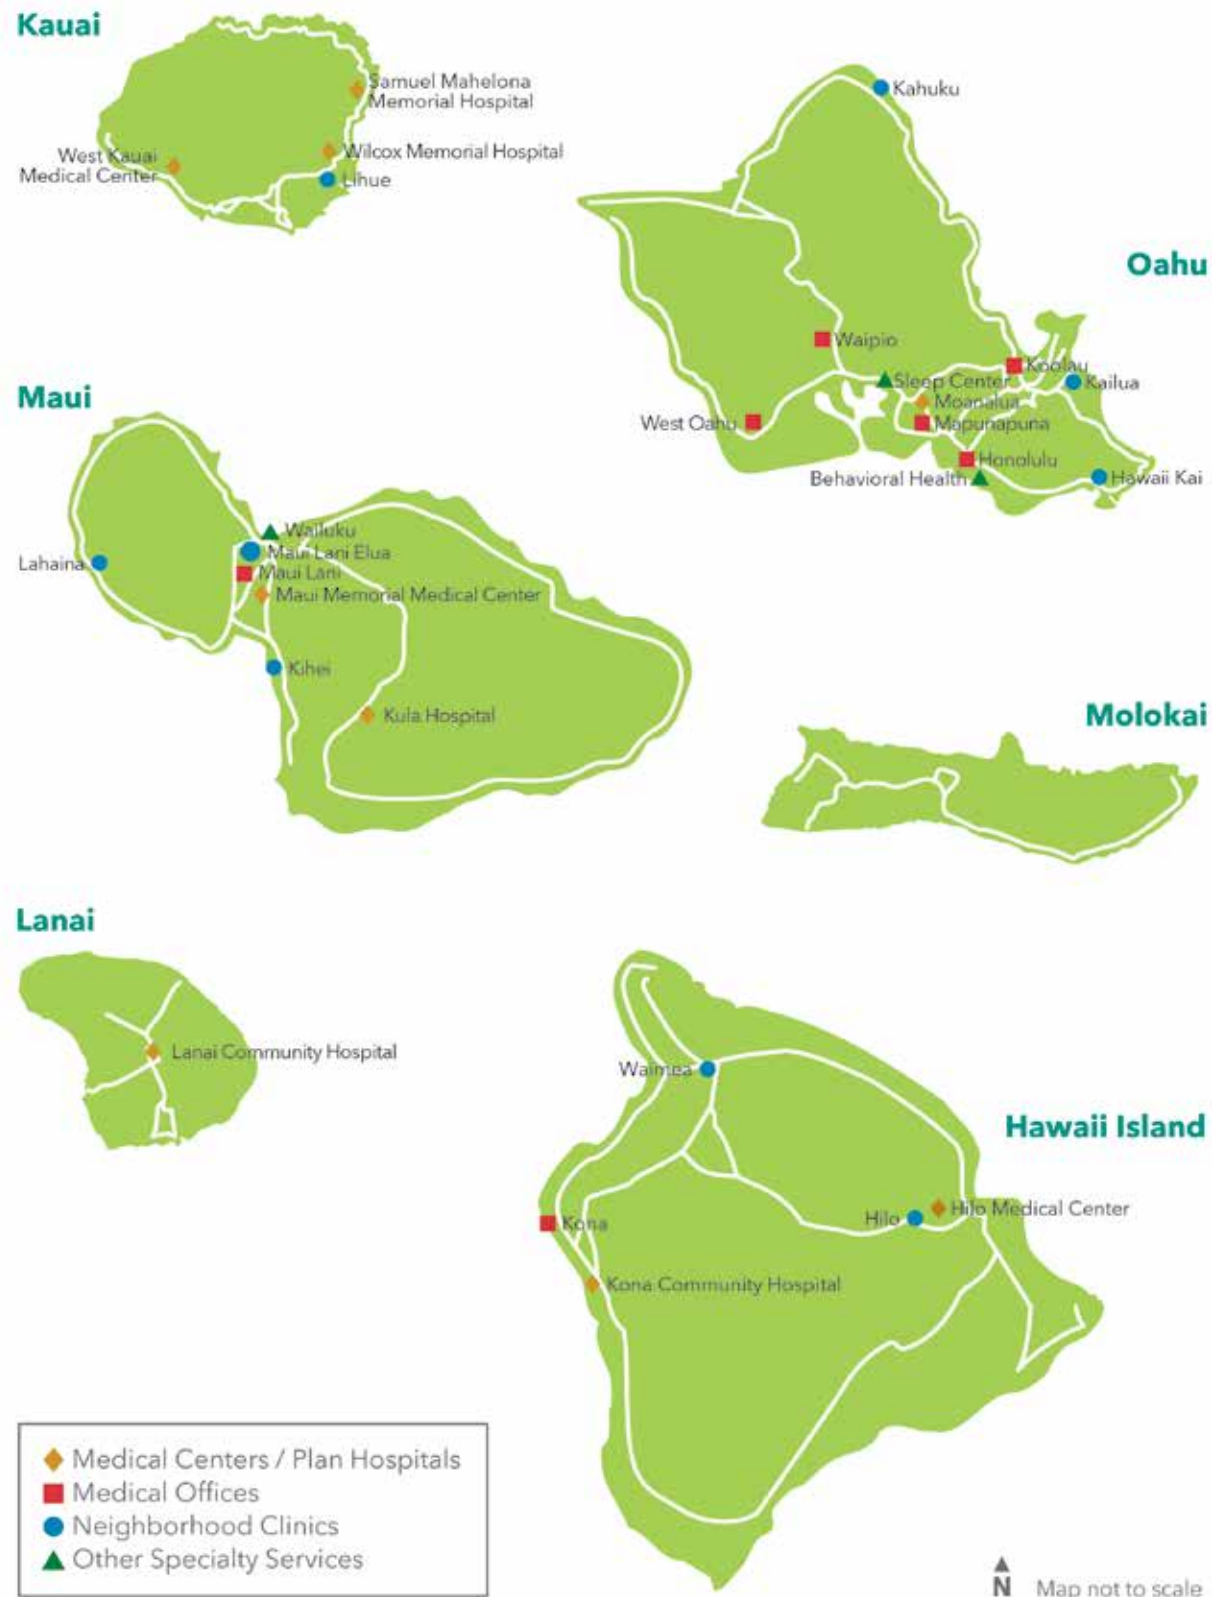 Kauai
Samuel Mahelona
Memorial Hospital
West Kauai
Medical Center
Wilcox Memorial Hospital
Lihue
Oahu
Kahuku
Waipio
Koolau
Sleep Center
Kailua
Moanalua
West Oahu
Mapunapuna
Honolulu
Behavioral Health
Hawaii Kai
Maui
Wailuku
Maui Lani Elua
Lahaina
Maui Lani
Maui Memorial Medical Center
Kihei
Kula Hospital
Molokai
Lanai
Lanai Community Hospital
Hawaii Island
Waimea
Hilo Medical Center
Hilo
Kona
Kona Community Hospital
Medical Centers / Plan Hospitals
Medical Offices
Neighborhood Clinics
Other Specialty Services
N
Map not to scale